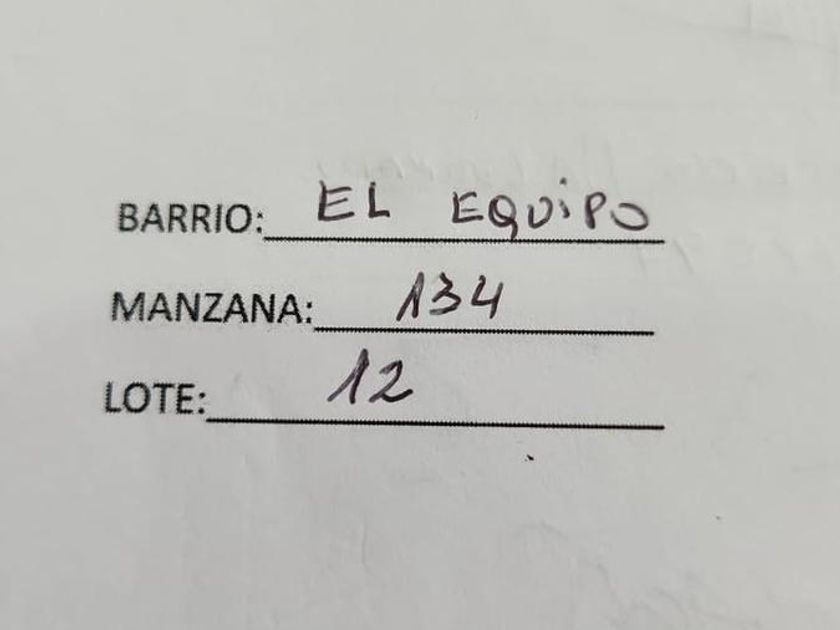 BARRIO: EL EQUiPO
MANZANA: 134
LOTE: 12